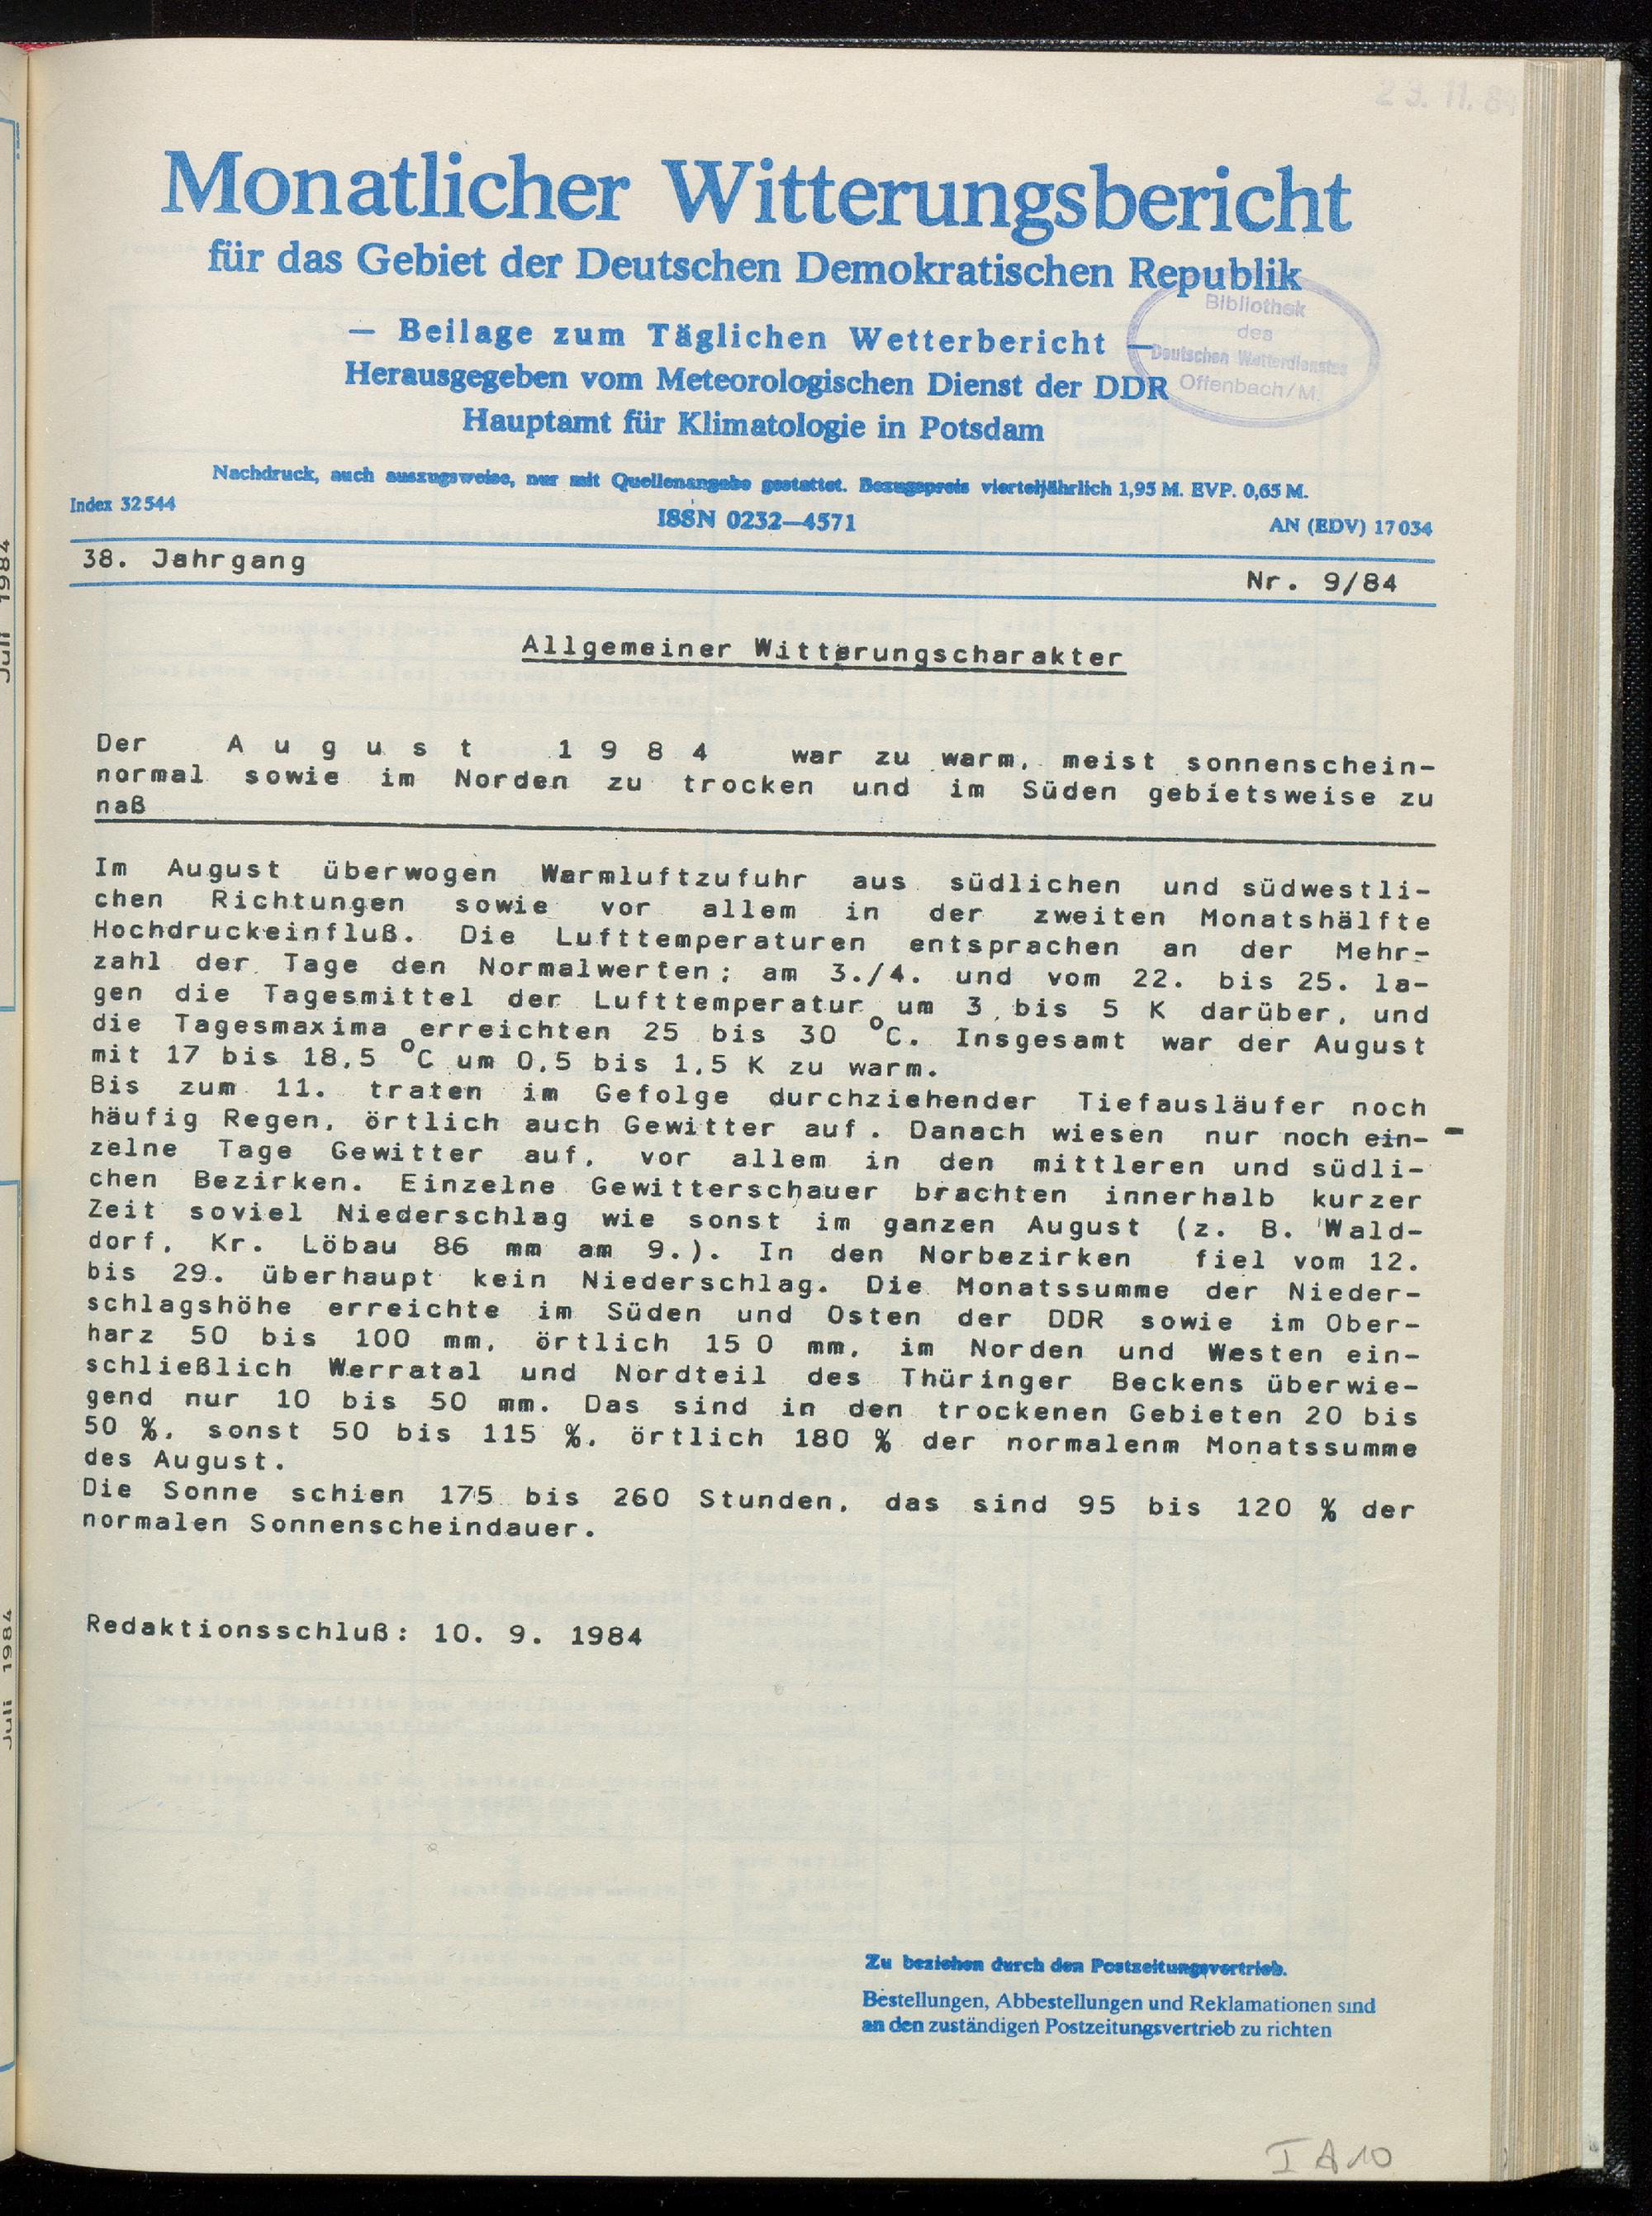 23. 11. 84
Monatlicher Witterungsbericht
für das Gebiet der Deutschen Demokratischen Republik
— Beilage zum Täglichen Wetterbericht —
Herausgegeben vom Meteorologischen Dienst der DDR
Hauptamt für Klimatologie in Potsdam
Bibliothek
des
Deutschen Wetterdienstes
Offenbach/M.
Nachdruck, auch auszugsweise, nur mit Quellenangabe gestattet. Bezugspreis vierteljährlich 1,95 M. EVP. 0,65 M.
Index 32544
ISSN 0232—4571
AN (EDV) 17034
38. Jahrgang
Nr. 9/84
Allgemeiner Witterungscharakter
Der A u g u s t 1 9 8 4 war zu warm, meist sonnenschein-
normal sowie im Norden zu trocken und im Süden gebietsweise zu
naß
Im August überwogen Warmluftzufuhr aus südlichen und südwestli-
chen Richtungen sowie vor allem in der zweiten Monatshälfte
Hochdruckeinfluß. Die Lufttemperaturen entsprachen an der Mehr-
zahl der Tage den Normalwerten; am 3./4. und vom 22. bis 25. la-
gen die Tagesmittel der Lufttemperatur um 3 bis 5 K darüber, und
die Tagesmaxima erreichten 25 bis 30 °C. Insgesamt war der August
mit 17 bis 18,5 °C um 0,5 bis 1,5 K zu warm.
Bis zum 11. traten im Gefolge durchziehender Tiefausläufer noch
häufig Regen, örtlich auch Gewitter auf. Danach wiesen nur noch ein-
zelne Tage Gewitter auf, vor allem in den mittleren und südli-
chen Bezirken. Einzelne Gewitterschauer brachten innerhalb kurzer
Zeit soviel Niederschlag wie sonst im ganzen August (z. B. Wald-
dorf, Kr. Löbau 86 mm am 9.). In den Norbezirken fiel vom 12.
bis 29. überhaupt kein Niederschlag. Die Monatssumme der Nieder-
schlagshöhe erreichte im Süden und Osten der DDR sowie im Ober-
harz 50 bis 100 mm, örtlich 15 0 mm, im Norden und Westen ein-
schließlich Werratal und Nordteil des Thüringer Beckens überwie-
gend nur 10 bis 50 mm. Das sind in den trockenen Gebieten 20 bis
50 %, sonst 50 bis 115 %, örtlich 180 % der normalenm Monatssumme
des August.
Die Sonne schien 175 bis 260 Stunden, das sind 95 bis 120 % der
normalen Sonnenscheindauer.
Redaktionsschluß: 10. 9. 1984
Zu beziehen durch den Postzeitungsvertrieb.
Bestellungen, Abbestellungen und Reklamationen sind
an den zuständigen Postzeitungsvertrieb zu richten
I A 10
Juli 1984
Juli 1984